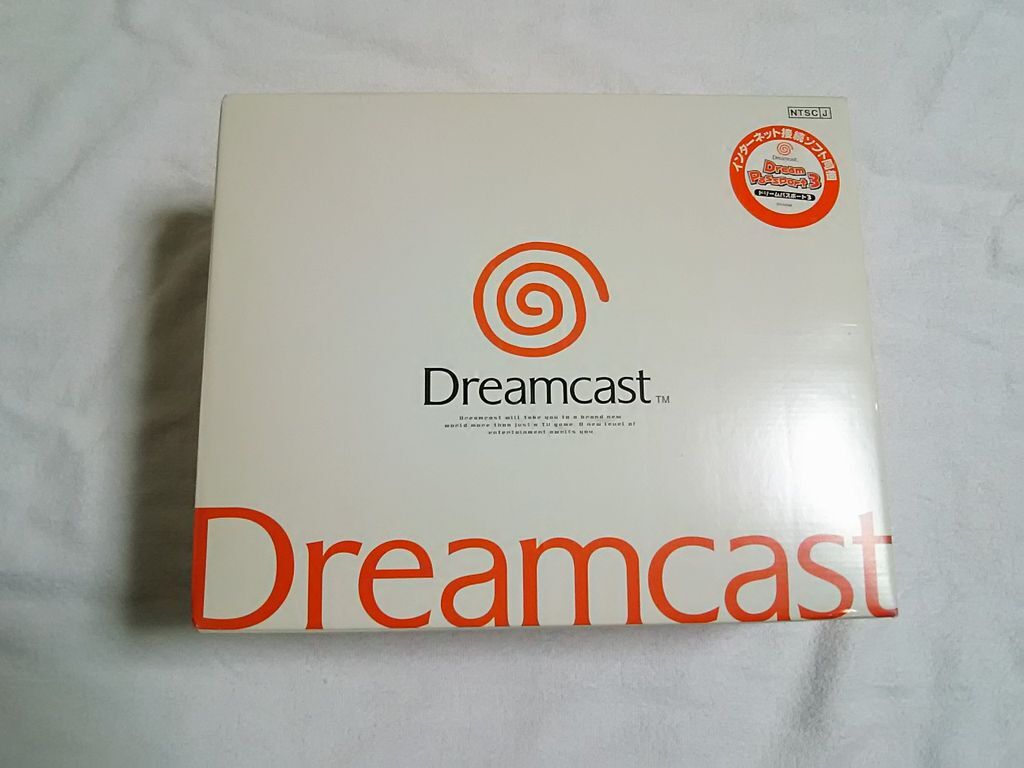 NTSC J
インターネット接続ソフト同梱
Dreamcast
Dream
Passport 3
ドリームパスポート3
Dreamcast TM
Dreamcast will take you to a brand new
world more than just a TV game. A new level of
entertainment awaits you.
Dreamcast